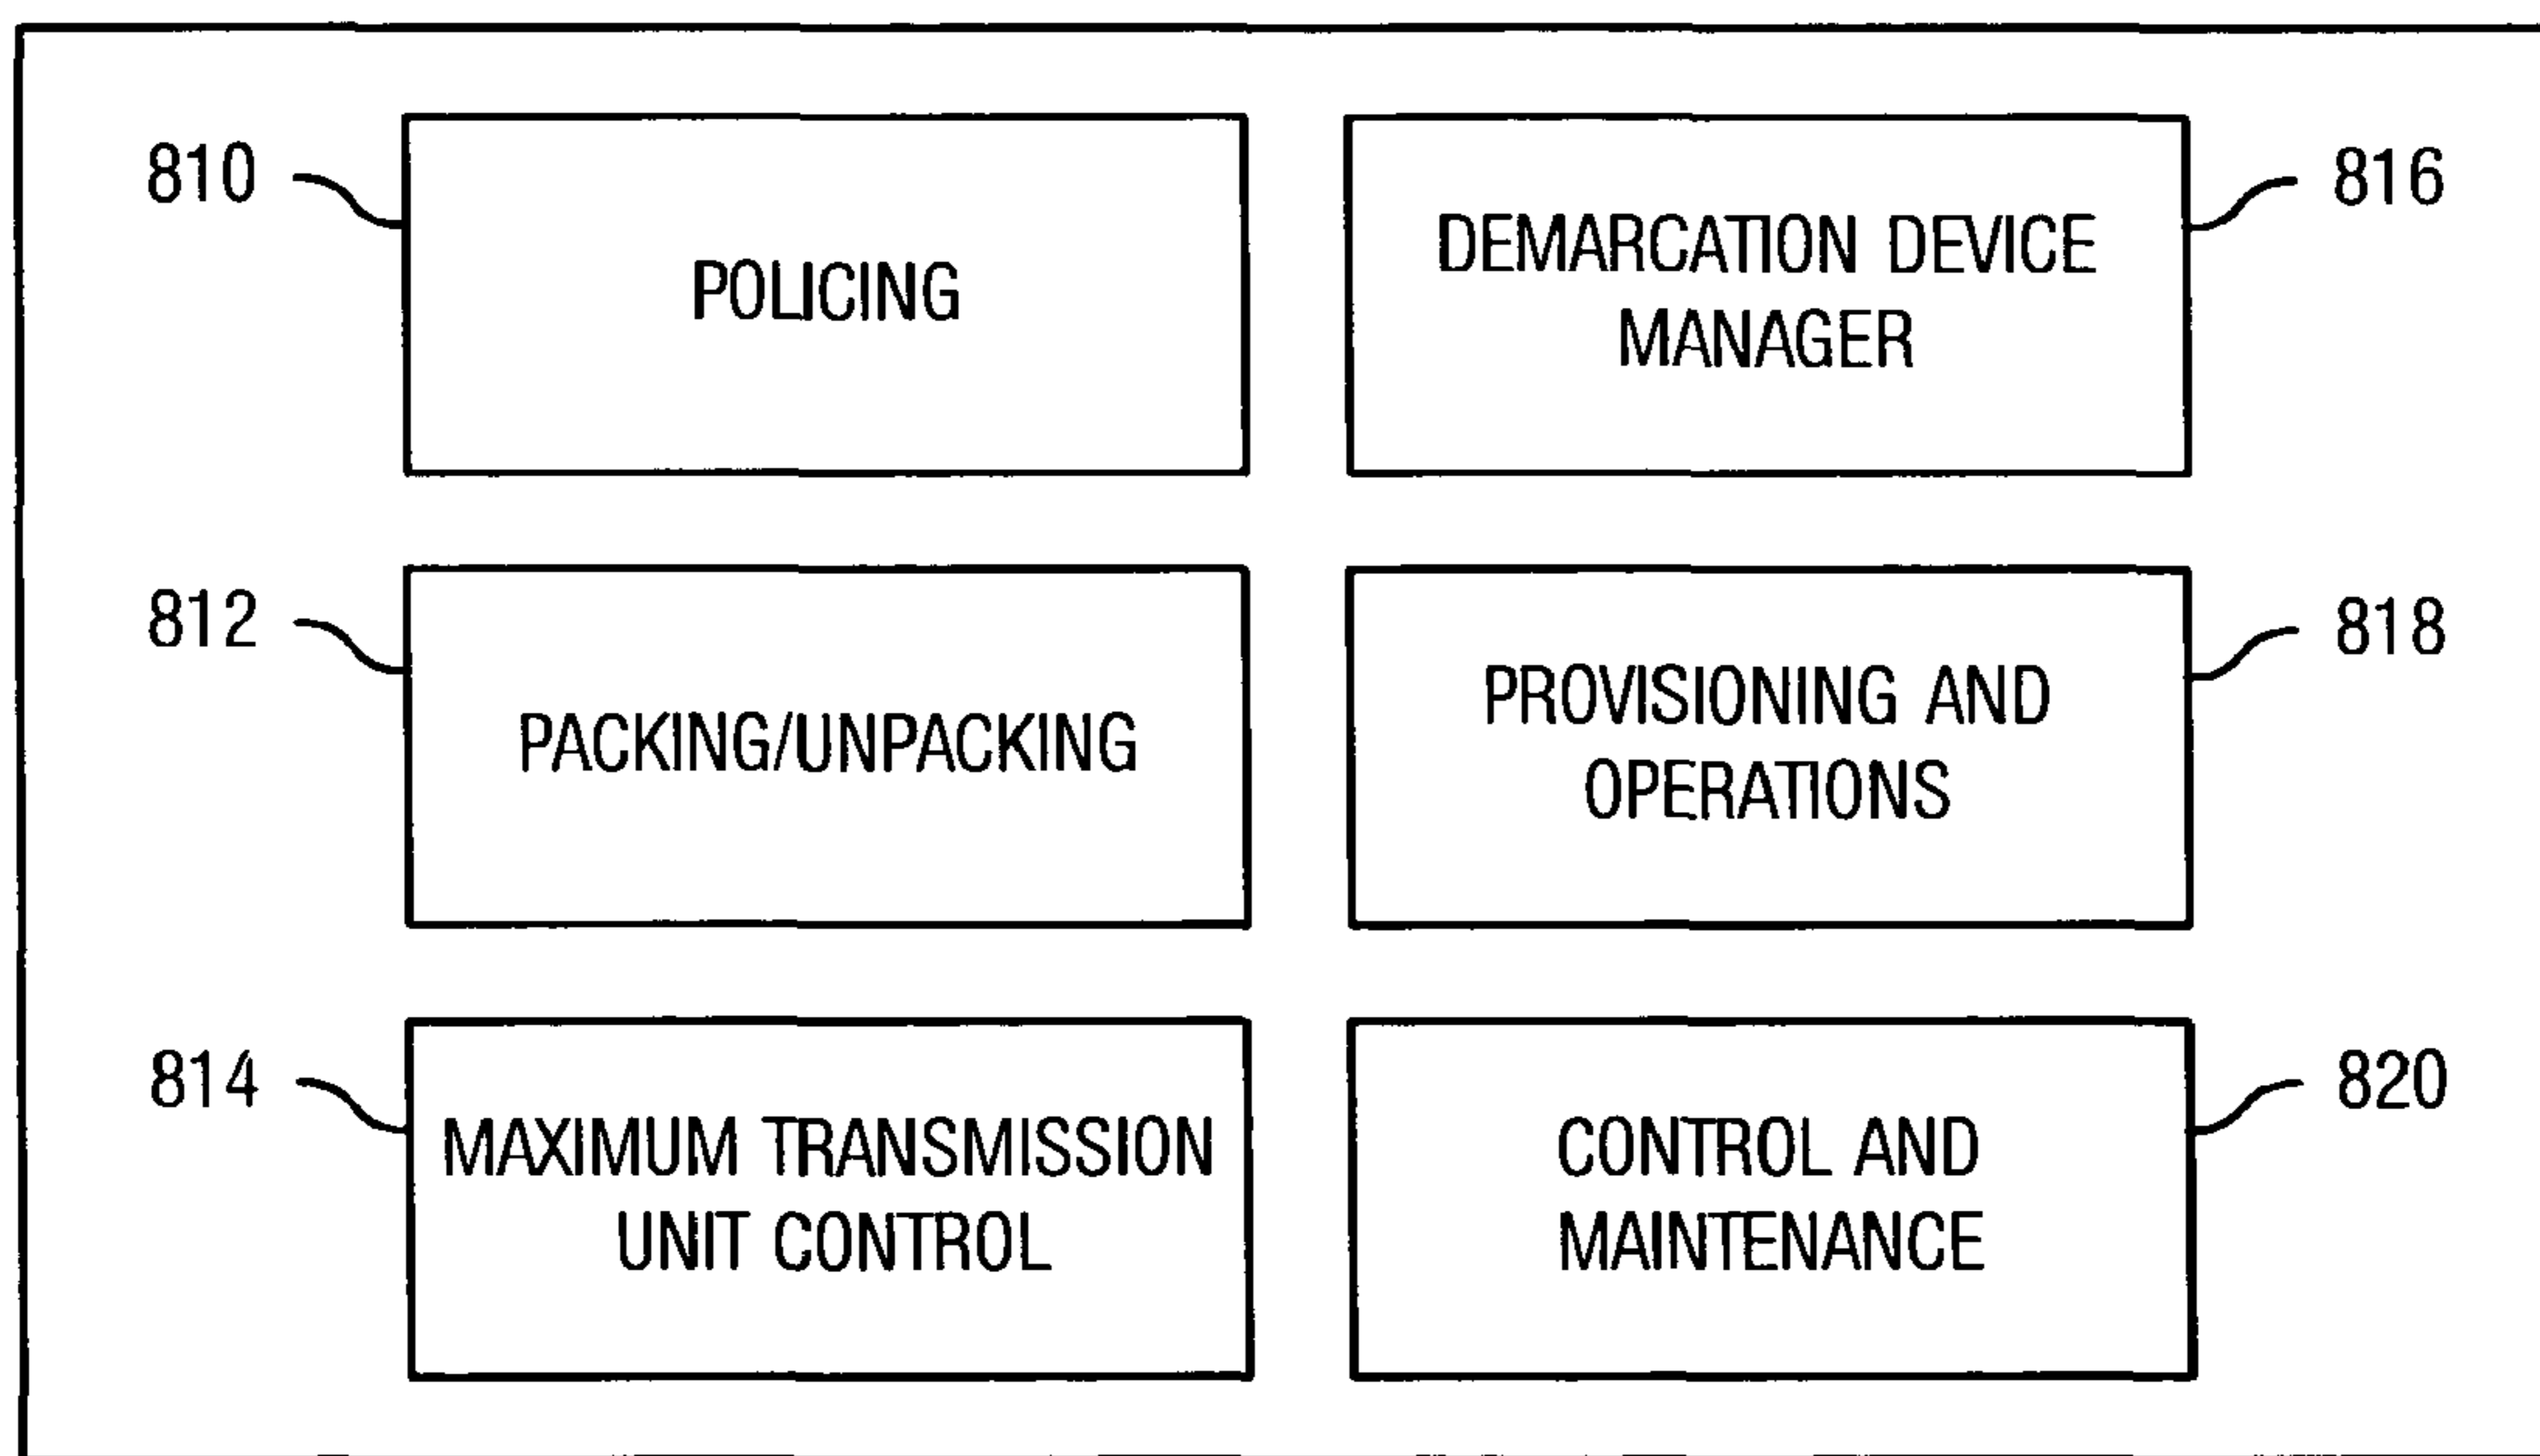 810
POLICING
816
DEMARCATION DEVICE
MANAGER
812
PACKING/UNPACKING
818
PROVISIONING AND
OPERATIONS
814
MAXIMUM TRANSMISSION
UNIT CONTROL
820
CONTROL AND
MAINTENANCE